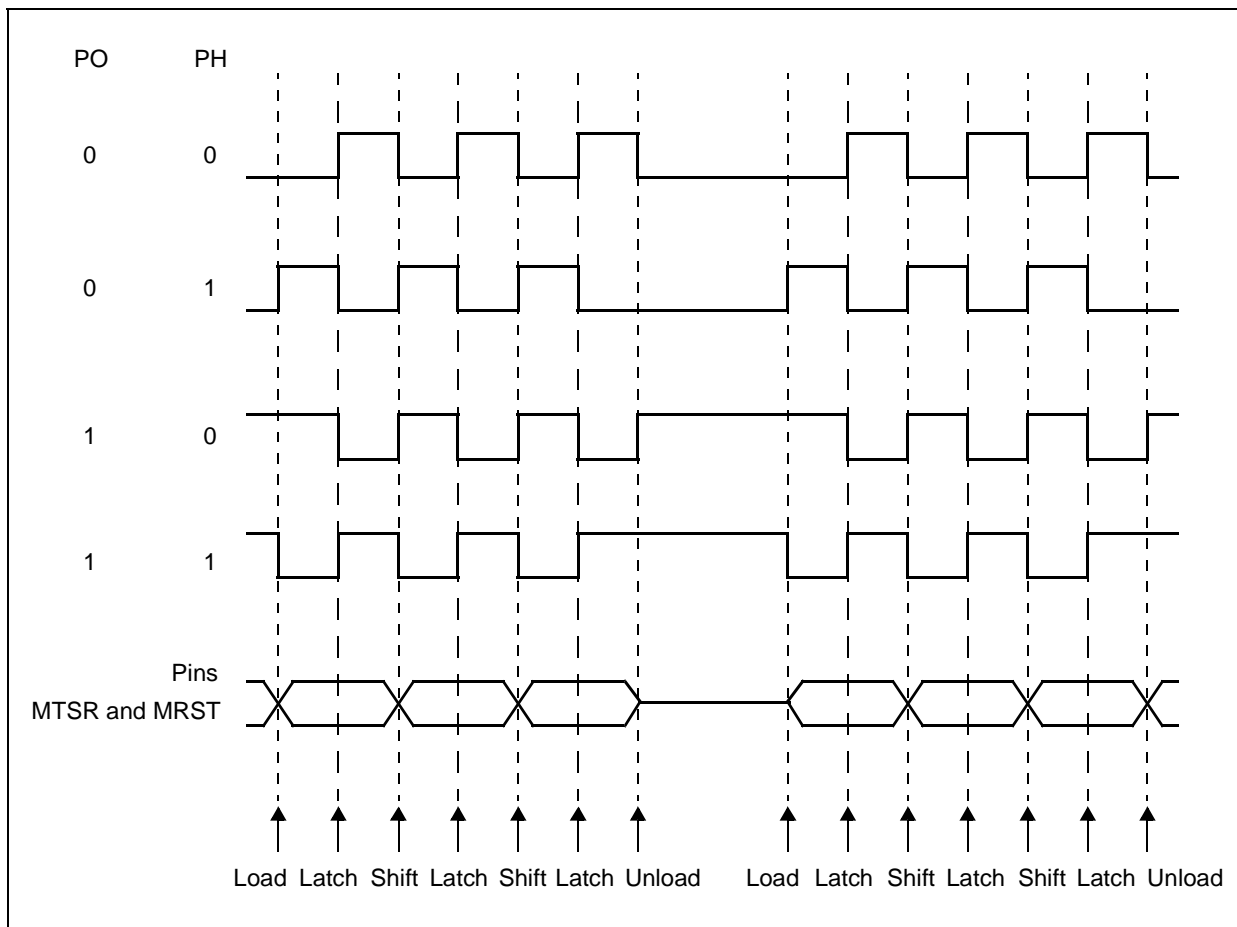 PO PH
0 0
0 1
1 0
1 1
Pins
MTSR and MRST
Load Latch Shift Latch Shift Latch Unload Load Latch Shift Latch Shift Latch Unload